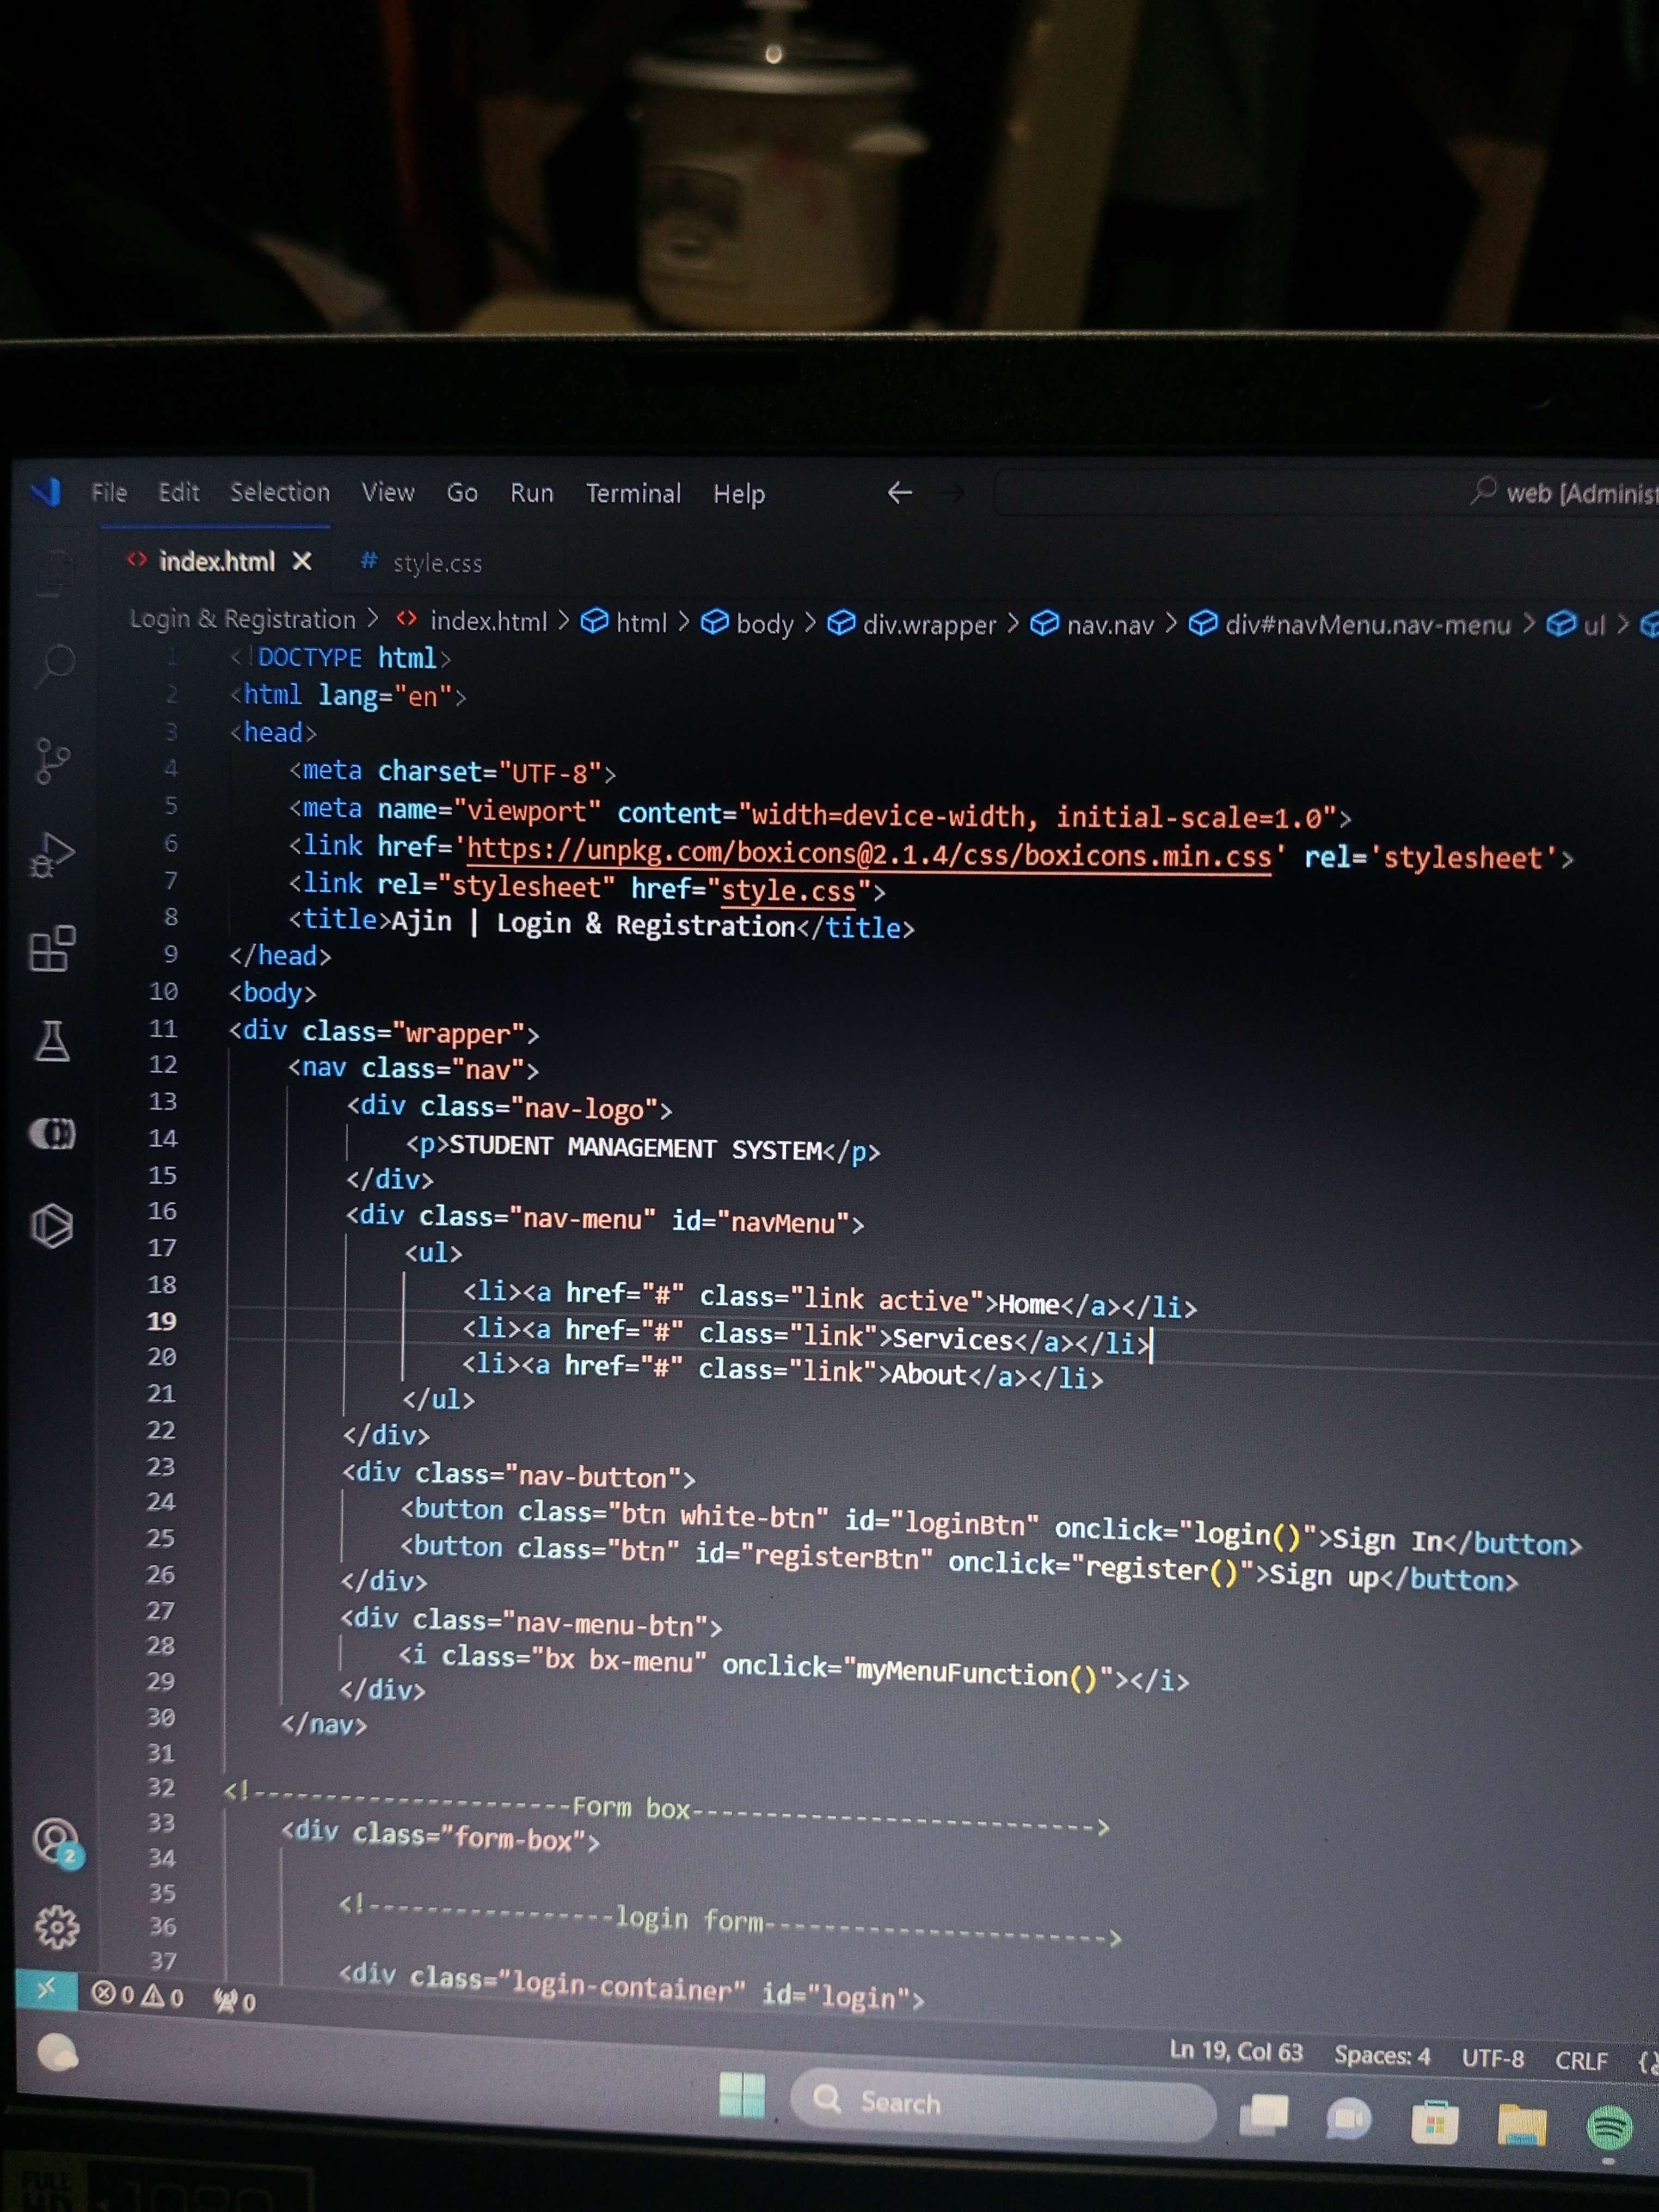 File Edit Selection View Go Run Terminal Help web [Adminis
index.html style.css
Login & Registration > index.html > html > body > div.wrapper > nav.nav > div#navMenu.nav-menu > ul >
1 <!DOCTYPE html>
2 <html lang="en">
3 <head>
4 <meta charset="UTF-8">
5 <meta name="viewport" content="width=device-width, initial-scale=1.0">
6 <link href='https://unpkg.com/boxicons@2.1.4/css/boxicons.min.css' rel='stylesheet'>
7 <link rel="stylesheet" href="style.css">
8 <title>Ajin | Login & Registration</title>
9 </head>
10 <body>
11 <div class="wrapper">
12 <nav class="nav">
13 <div class="nav-logo">
14 <p>STUDENT MANAGEMENT SYSTEM</p>
15 </div>
16 <div class="nav-menu" id="navMenu">
17 <ul>
18 <li><a href="#" class="link active">Home</a></li>
19 <li><a href="#" class="link">Services</a></li>
20 <li><a href="#" class="link">About</a></li>
21 </ul>
22 </div>
23 <div class="nav-button">
24 <button class="btn white-btn" id="loginBtn" onclick="login()">Sign In</button>
25 <button class="btn" id="registerBtn" onclick="register()">Sign up</button>
26 </div>
27 <div class="nav-menu-btn">
28 <i class="bx bx-menu" onclick="myMenuFunction()"></i>
29 </div>
30 </nav>
31
32 <!----------------------Form box----------------------------->
33 <div class="form-box">
34
35 <!-----------------login form------------------------>
36
37 <div class="login-container" id="login">
2
0 0 0
Ln 19, Col 63 Spaces: 4 UTF-8 CRLF {}
Search
FULL HD 1080